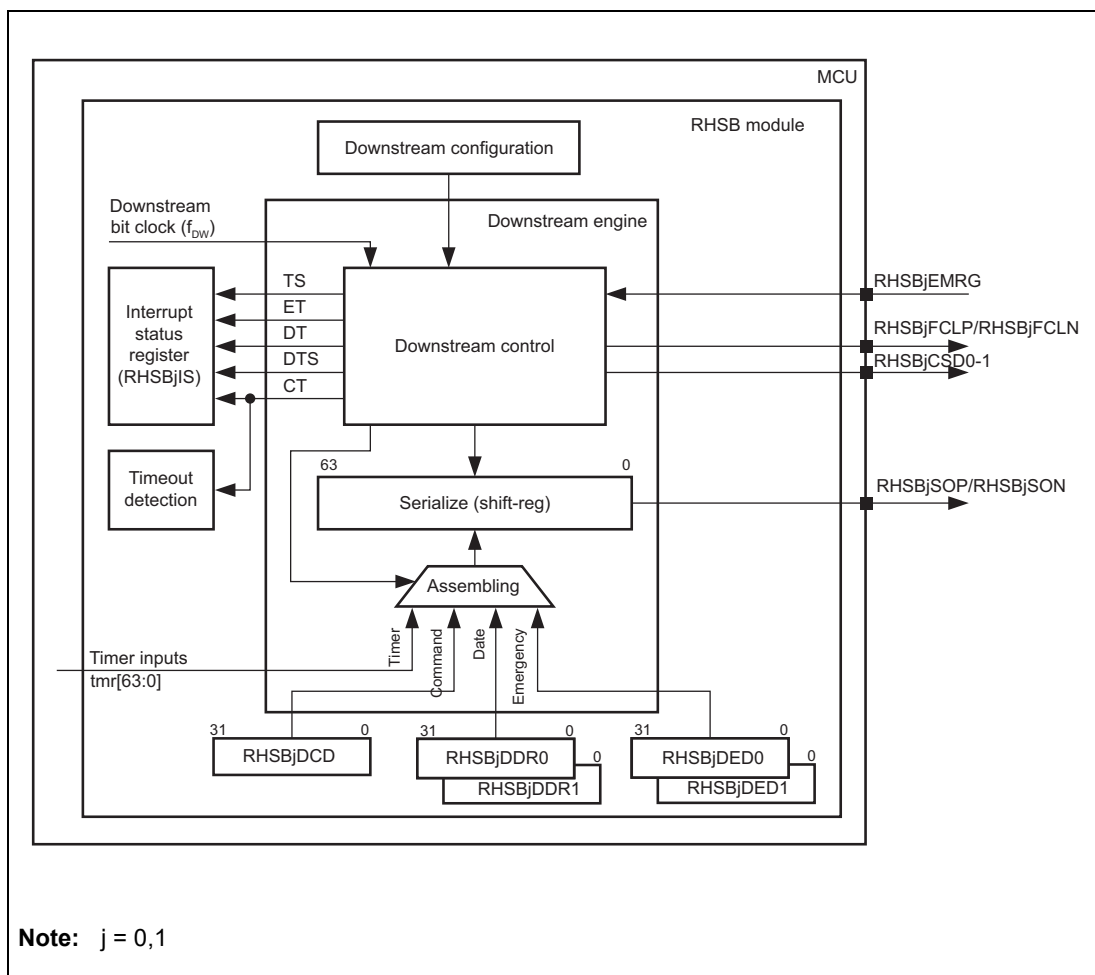 MCU
RHSB module
Downstream configuration
Downstream
bit clock (fDW)
Downstream engine
TS
ET
DT
DTS
CT
Interrupt
status
register
(RHSBjIS)
Downstream control
RHSBjEMRG
RHSBjFCLP/RHSBjFCLN
RHSBjCSD0-1
Timeout
detection
63
0
Serialize (shift-reg)
RHSBjSOP/RHSBjSON
Assembling
Timer
Command
Date
Emergency
Timer inputs
tmr[63:0]
31
0
RHSBjDCD
31
0
RHSBjDDR0
0
RHSBjDDR1
31
0
RHSBjDED0
0
RHSBjDED1
Note: j = 0,1